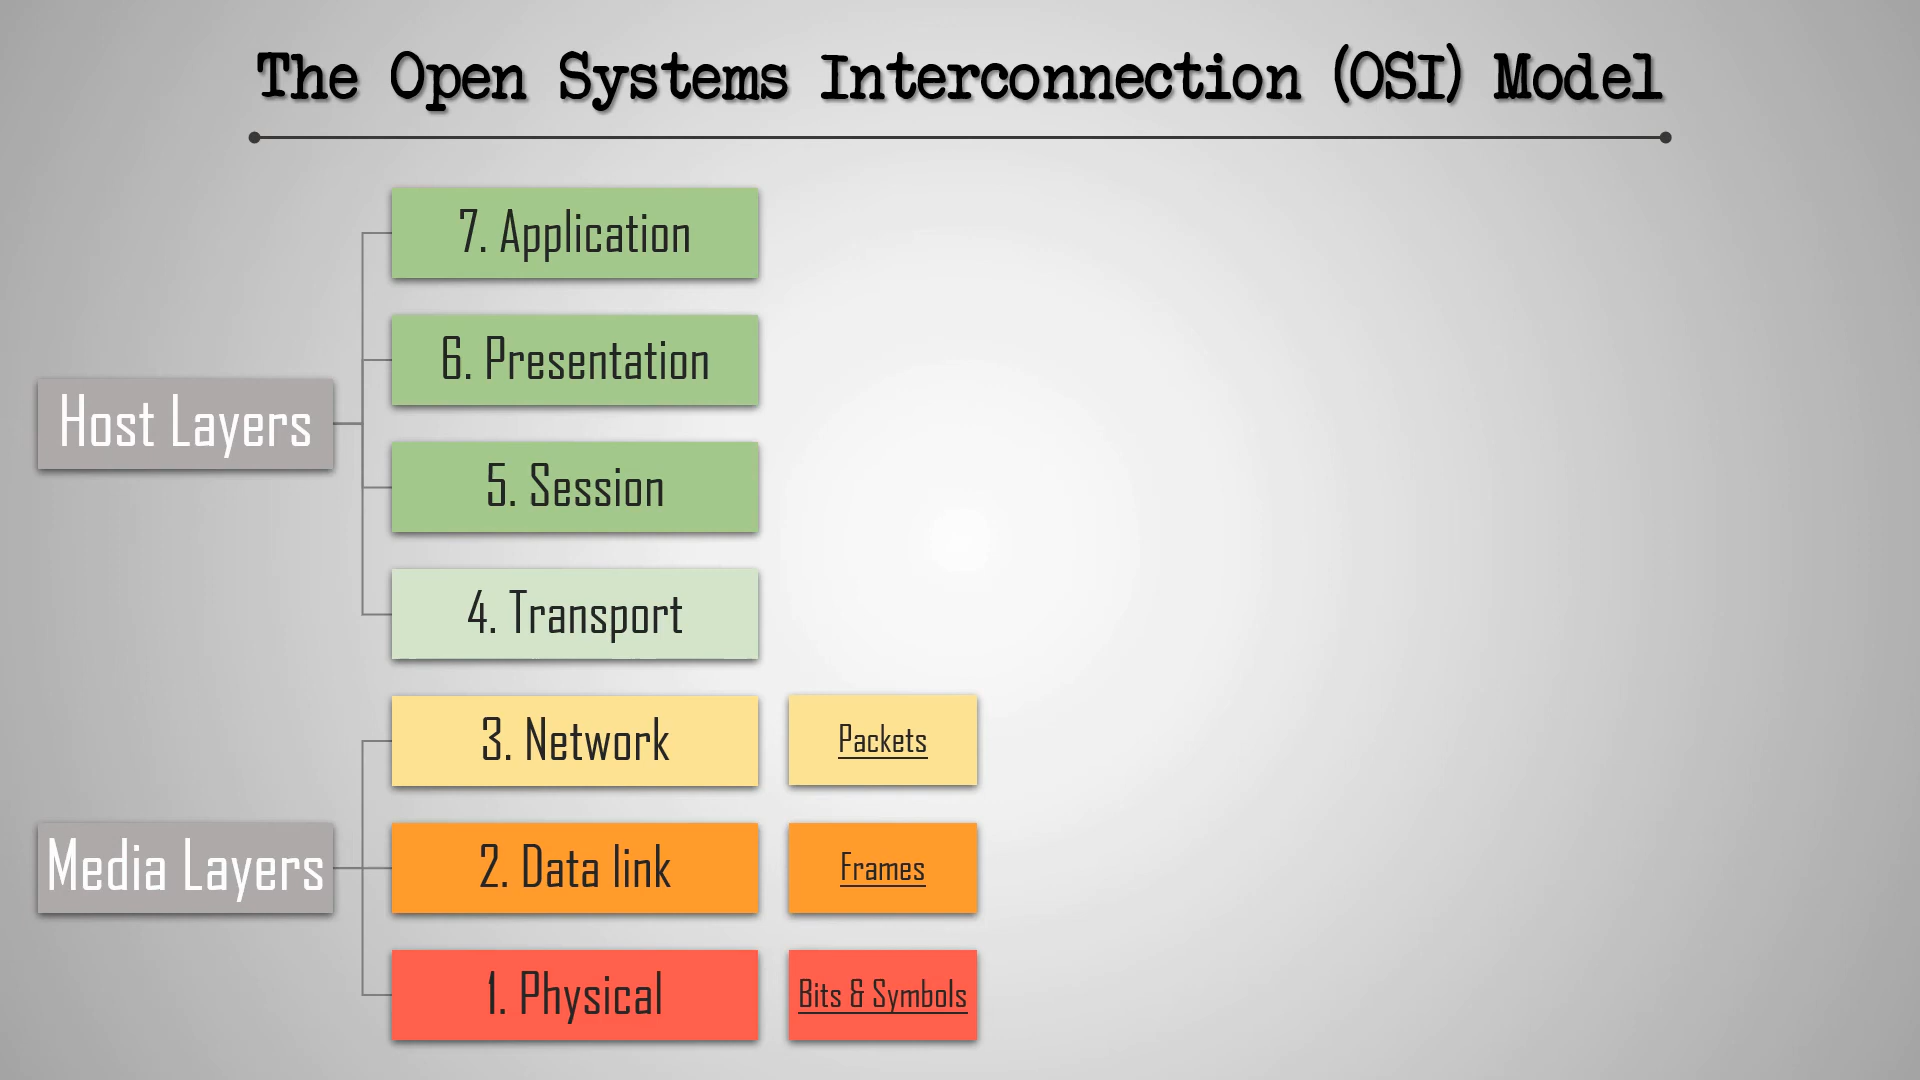 The Open Systems Interconnection (OSI) Model
7. Application
6. Presentation
Host Layers
5. Session
4. Transport
3. Network
Packets
Media Layers
2. Data link
Frames
1. Physical
Bits & Symbols